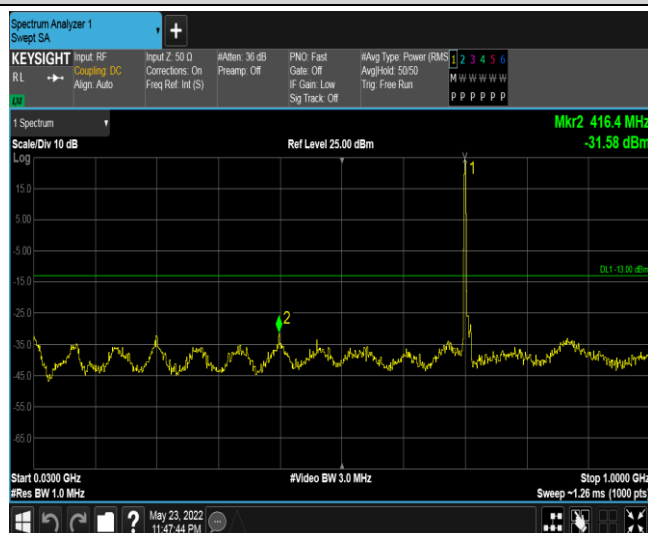 Spectrum Analyzer 1
Swept SA
+
KEYSIGHT Input: RF Input Z: 50 Ω #Atten: 36 dB PNO: Fast #Avg Type: Power (RMS 1 2 3 4 5 6
RL Coupling: DC Corrections: On Preamp: Off Gate: Off Avg|Hold: 50/50 M W W W W W
Align: Auto Freq Ref: Int (S) IF Gain: Low Trig: Free Run
Sig Track: Off P P P P P P
1 Spectrum Mkr2 416.4 MHz
Scale/Div 10 dB Ref Level 25.00 dBm -31.58 dBm
Log
1
15.0
5.00
-5.00
DL1 -13.00 dBm
-15.0
-25.0
2
-35.0
-45.0
-55.0
-65.0
Start 0.0300 GHz #Video BW 3.0 MHz Stop 1.0000 GHz
#Res BW 1.0 MHz Sweep ~1.26 ms (1000 pts)
? May 23, 2022
11:47:44 PM